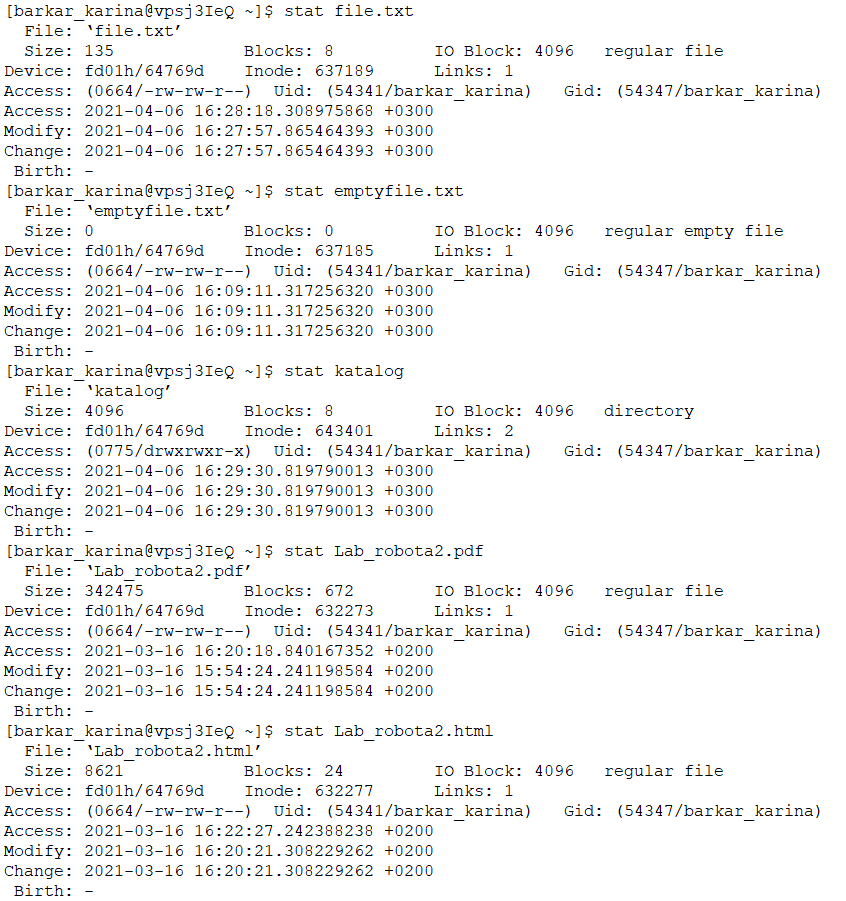 [barkar_karina@vpsj3IeQ ~]$ stat file.txt
  File: ‘file.txt’
  Size: 135             Blocks: 8          IO Block: 4096   regular file
Device: fd01h/64769d    Inode: 637189      Links: 1
Access: (0664/-rw-rw-r--)  Uid: (54341/barkar_karina)   Gid: (54347/barkar_karina)
Access: 2021-04-06 16:28:18.308975868 +0300
Modify: 2021-04-06 16:27:57.865464393 +0300
Change: 2021-04-06 16:27:57.865464393 +0300
 Birth: -
[barkar_karina@vpsj3IeQ ~]$ stat emptyfile.txt
  File: ‘emptyfile.txt’
  Size: 0               Blocks: 0          IO Block: 4096   regular empty file
Device: fd01h/64769d    Inode: 637185      Links: 1
Access: (0664/-rw-rw-r--)  Uid: (54341/barkar_karina)   Gid: (54347/barkar_karina)
Access: 2021-04-06 16:09:11.317256320 +0300
Modify: 2021-04-06 16:09:11.317256320 +0300
Change: 2021-04-06 16:09:11.317256320 +0300
 Birth: -
[barkar_karina@vpsj3IeQ ~]$ stat katalog
  File: ‘katalog’
  Size: 4096            Blocks: 8          IO Block: 4096   directory
Device: fd01h/64769d    Inode: 643401      Links: 2
Access: (0775/drwxrwxr-x)  Uid: (54341/barkar_karina)   Gid: (54347/barkar_karina)
Access: 2021-04-06 16:29:30.819790013 +0300
Modify: 2021-04-06 16:29:30.819790013 +0300
Change: 2021-04-06 16:29:30.819790013 +0300
 Birth: -
[barkar_karina@vpsj3IeQ ~]$ stat Lab_robota2.pdf
  File: ‘Lab_robota2.pdf’
  Size: 342475          Blocks: 672        IO Block: 4096   regular file
Device: fd01h/64769d    Inode: 632273      Links: 1
Access: (0664/-rw-rw-r--)  Uid: (54341/barkar_karina)   Gid: (54347/barkar_karina)
Access: 2021-03-16 16:20:18.840167352 +0200
Modify: 2021-03-16 15:54:24.241198584 +0200
Change: 2021-03-16 15:54:24.241198584 +0200
 Birth: -
[barkar_karina@vpsj3IeQ ~]$ stat Lab_robota2.html
  File: ‘Lab_robota2.html’
  Size: 8621            Blocks: 24         IO Block: 4096   regular file
Device: fd01h/64769d    Inode: 632277      Links: 1
Access: (0664/-rw-rw-r--)  Uid: (54341/barkar_karina)   Gid: (54347/barkar_karina)
Access: 2021-03-16 16:22:27.242388238 +0200
Modify: 2021-03-16 16:20:21.308229262 +0200
Change: 2021-03-16 16:20:21.308229262 +0200
 Birth: -